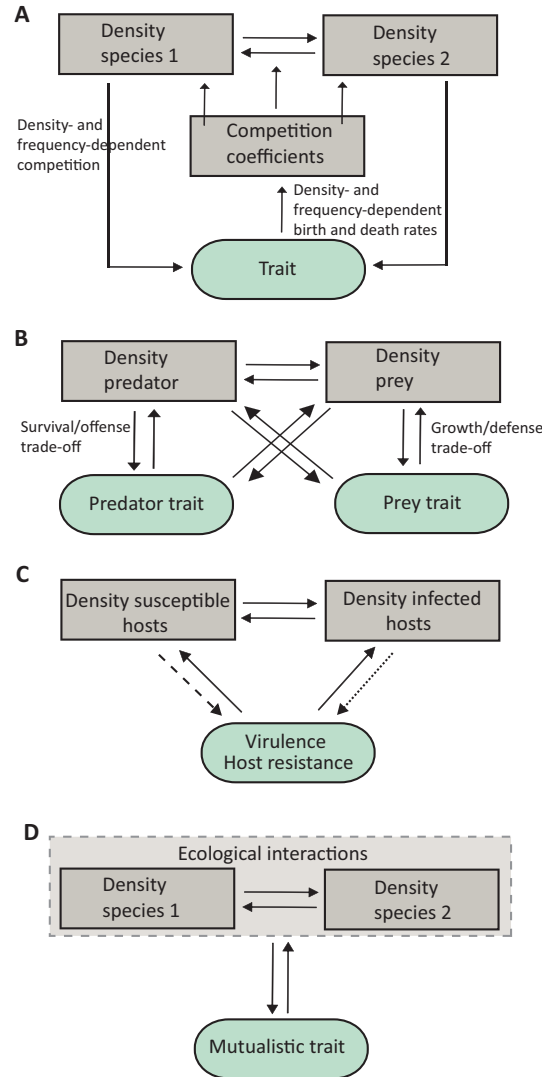 A
Density
species 1
Density
species 2
Density- and
frequency-dependent
competition
Competition
coefficients
Density- and
frequency-dependent
birth and death rates
Trait
B
Density
predator
Density
prey
Survival/offense
trade-off
Growth/defense
trade-off
Predator trait
Prey trait
C
Density susceptible
hosts
Density infected
hosts
Virulence
Host resistance
D
Ecological interactions
Density
species 1
Density
species 2
Mutualistic trait